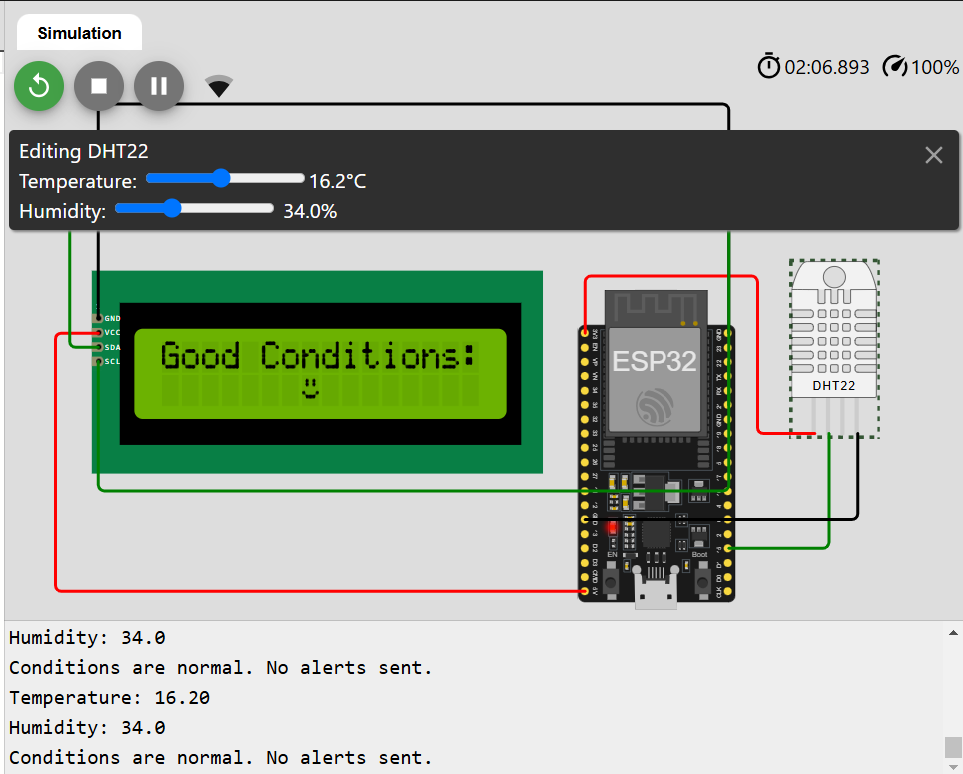 Simulation
02:06.893 100%
Editing DHT22
Temperature: 16.2°C
Humidity: 34.0%
GND
VCC
SDA
SCL
Good Conditions:
ESP32
EN
Boot
DHT22
Humidity: 34.0
Conditions are normal. No alerts sent.
Temperature: 16.20
Humidity: 34.0
Conditions are normal. No alerts sent.